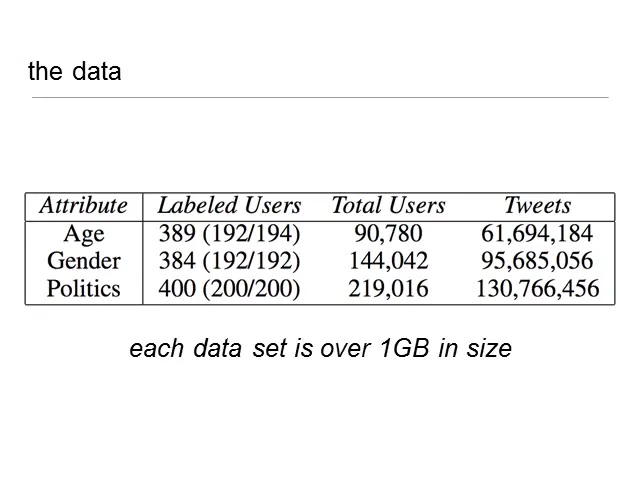 the data
Attribute Labeled Users Total Users Tweets
Age 389 (192/194) 90,780 61,694,184
Gender 384 (192/192) 144,042 95,685,056
Politics 400 (200/200) 219,016 130,766,456
each data set is over 1GB in size